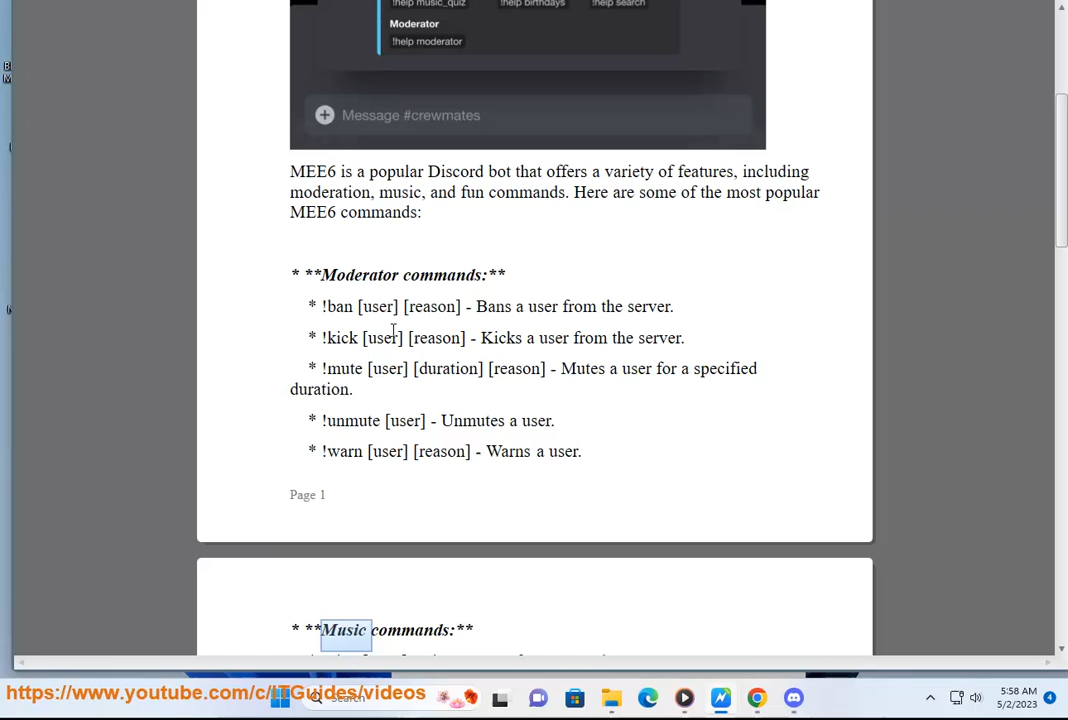 !help music_quiz !help birthdays !help search
Moderator
!help moderator
Message #crewmates
MEE6 is a popular Discord bot that offers a variety of features, including
moderation, music, and fun commands. Here are some of the most popular
MEE6 commands:
* **Moderator commands:**
* !ban [user] [reason] - Bans a user from the server.
* !kick [user] [reason] - Kicks a user from the server.
* !mute [user] [duration] [reason] - Mutes a user for a specified
duration.
* !unmute [user] - Unmutes a user.
* !warn [user] [reason] - Warns a user.
Page 1
* **Music commands:**
https://www.youtube.com/c/ITGuides/videos
Search
5:58 AM
5/2/2023
4